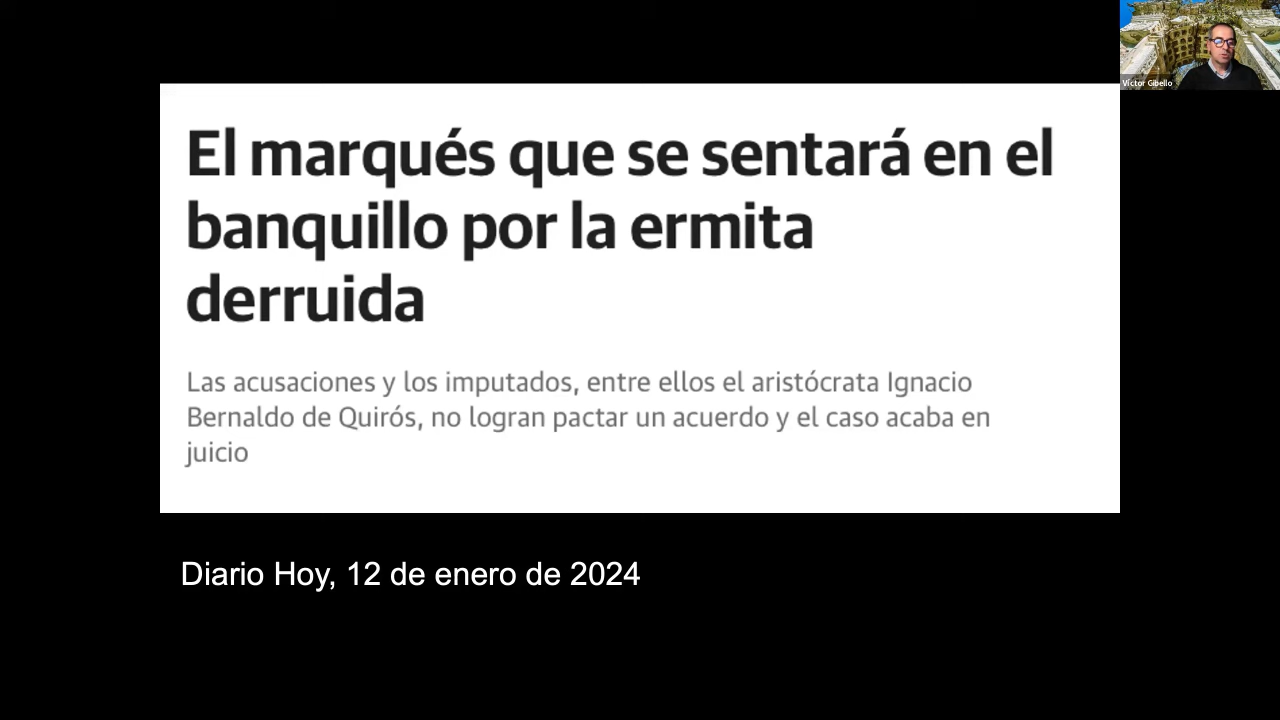 El marqués que se sentará en el
banquillo por la ermita
derruida
Las acusaciones y los imputados, entre ellos el aristócrata Ignacio
Bernaldo de Quirós, no logran pactar un acuerdo y el caso acaba en
juicio
Diario Hoy, 12 de enero de 2024
Víctor Gibello